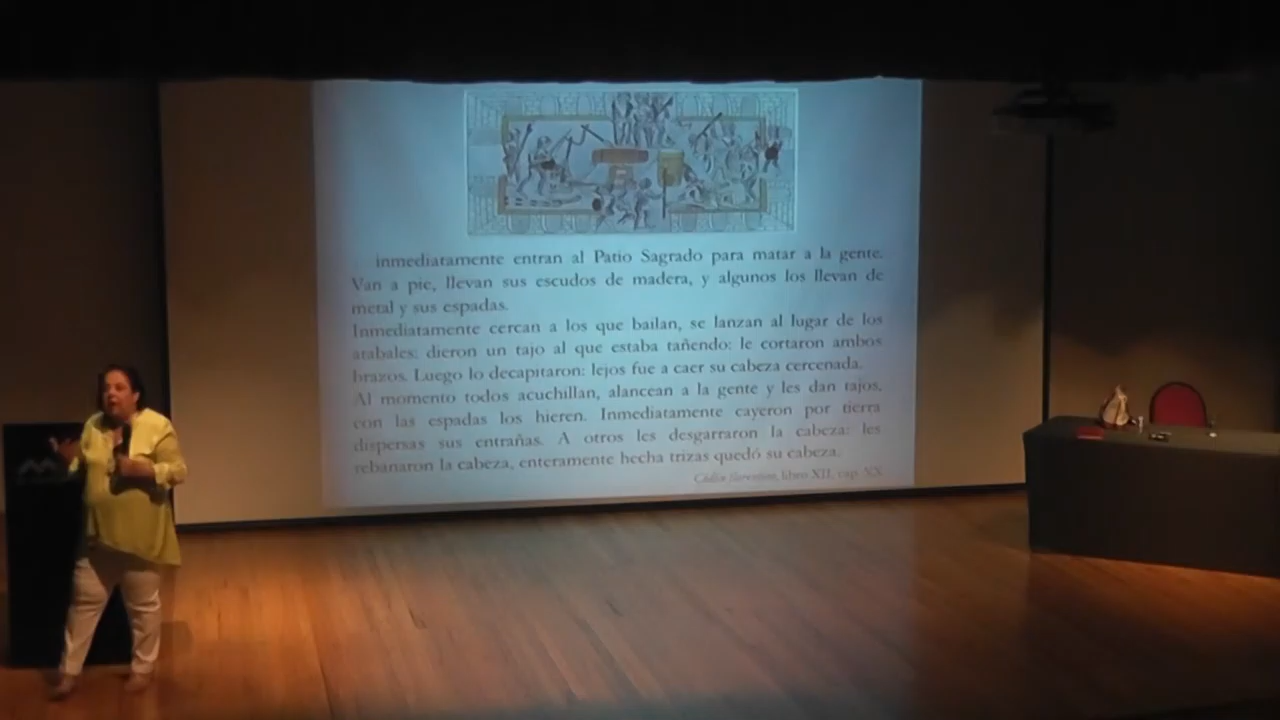 inmediatamente entran al Patio Sagrado para matar a la gente.
Van a pie, llevan sus escudos de madera, y algunos los llevan de
metal y sus espadas.
Inmediatamente cercan a los que bailan, se lanzan al lugar de los
atabales: dieron un tajo al que estaba tañendo: le cortaron ambos
brazos. Luego lo decapitaron: lejos fue a caer su cabeza cercenada.
Al momento todos acuchillan, alancean a la gente y les dan tajos,
con las espadas los hieren. Inmediatamente cayeron por tierra
dispersas sus entrañas. A otros les desgarraron la cabeza: les
rebanaron la cabeza, enteramente hecha trizas quedó su cabeza.
Códice florentino, libro XII, cap. XX